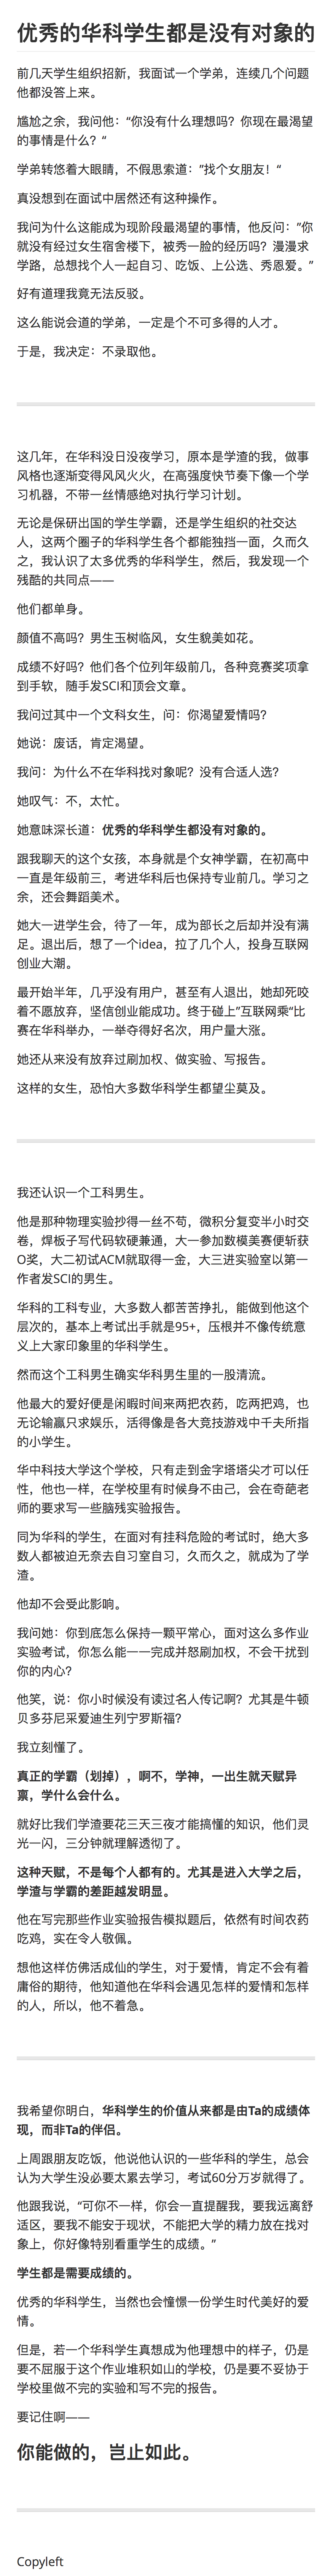 优秀的华科学生都是没有对象的
前几天学生组织招新，我面试一个学弟，连续几个问题
他都没答上来。
尴尬之余，我问他：“你没有什么理想吗？你现在最渴望
的事情是什么？“
学弟转悠着大眼睛，不假思索道：”找个女朋友！“
真没想到在面试中居然还有这种操作。
我问为什么这能成为现阶段最渴望的事情，他反问：”你
就没有经过女生宿舍楼下，被秀一脸的经历吗？漫漫求
学路，总想找个人一起自习、吃饭、上公选、秀恩爱。”
好有道理我竟无法反驳。
这么能说会道的学弟，一定是个不可多得的人才。
于是，我决定：不录取他。
这几年，在华科没日没夜学习，原本是学渣的我，做事
风格也逐渐变得风风火火，在高强度快节奏下像一个学
习机器，不带一丝情感绝对执行学习计划。
无论是保研出国的学生学霸，还是学生组织的社交达
人，这两个圈子的华科学生各个都能独挡一面，久而久
之，我认识了太多优秀的华科学生，然后，我发现一个
残酷的共同点——
他们都单身。
颜值不高吗？男生玉树临风，女生貌美如花。
成绩不好吗？他们各个位列年级前几，各种竞赛奖项拿
到手软，随手发SCI和顶会文章。
我问过其中一个文科女生，问：你渴望爱情吗？
她说：废话，肯定渴望。
我问：为什么不在华科找对象呢？没有合适人选？
她叹气：不，太忙。
她意味深长道：优秀的华科学生都没有对象的。
跟我聊天的这个女孩，本身就是个女神学霸，在初高中
一直是年级前三，考进华科后也保持专业前几。学习之
余，还会舞蹈美术。
她大一进学生会，待了一年，成为部长之后却并没有满
足。退出后，想了一个idea，拉了几个人，投身互联网
创业大潮。
最开始半年，几乎没有用户，甚至有人退出，她却死咬
着不愿放弃，坚信创业能成功。终于碰上”互联网乘“比
赛在华科举办，一举夺得好名次，用户量大涨。
她还从来没有放弃过刷加权、做实验、写报告。
这样的女生，恐怕大多数华科学生都望尘莫及。
我还认识一个工科男生。
他是那种物理实验抄得一丝不苟，微积分复变半小时交
卷，焊板子写代码软硬兼通，大一参加数模美赛便斩获
O奖，大二初试ACM就取得一金，大三进实验室以第一
作者发SCI的男生。
华科的工科专业，大多数人都苦苦挣扎，能做到他这个
层次的，基本上考试出手就是95+，压根并不像传统意
义上大家印象里的华科学生。
然而这个工科男生确实华科男生里的一股清流。
他最大的爱好便是闲暇时间来两把农药，吃两把鸡，也
无论输赢只求娱乐，活得像是各大竞技游戏中千夫所指
的小学生。
华中科技大学这个学校，只有走到金字塔塔尖才可以任
性，他也一样，在学校里有时候身不由己，会在奇葩老
师的要求写一些脑残实验报告。
同为华科的学生，在面对有挂科危险的考试时，绝大多
数人都被迫无奈去自习室自习，久而久之，就成为了学
渣。
他却不会受此影响。
我问她：你到底怎么保持一颗平常心，面对这么多作业
实验考试，你怎么能一一完成并怒刷加权，不会干扰到
你的内心？
他笑，说：你小时候没有读过名人传记啊？尤其是牛顿
贝多芬尼采爱迪生列宁罗斯福？
我立刻懂了。
真正的学霸（划掉），啊不，学神，一出生就天赋异
禀，学什么会什么。
就好比我们学渣要花三天三夜才能搞懂的知识，他们灵
光一闪，三分钟就理解透彻了。
这种天赋，不是每个人都有的。尤其是进入大学之后，
学渣与学霸的差距越发明显。
他在写完那些作业实验报告模拟题后，依然有时间农药
吃鸡，实在令人敬佩。
想他这样仿佛活成仙的学生，对于爱情，肯定不会有着
庸俗的期待，他知道他在华科会遇见怎样的爱情和怎样
的人，所以，他不着急。
我希望你明白，华科学生的价值从来都是由Ta的成绩体
现，而非Ta的伴侣。
上周跟朋友吃饭，他说他认识的一些华科的学生，总会
认为大学生没必要太累去学习，考试60分万岁就得了。
他跟我说，“可你不一样，你会一直提醒我，要我远离舒
适区，要我不能安于现状，不能把大学的精力放在找对
象上，你好像特别看重学生的成绩。”
学生都是需要成绩的。
优秀的华科学生，当然也会憧憬一份学生时代美好的爱
情。
但是，若一个华科学生真想成为他理想中的样子，仍是
要不屈服于这个作业堆积如山的学校，仍是要不妥协于
学校里做不完的实验和写不完的报告。
要记住啊——
你能做的，岂止如此。
Copyleft